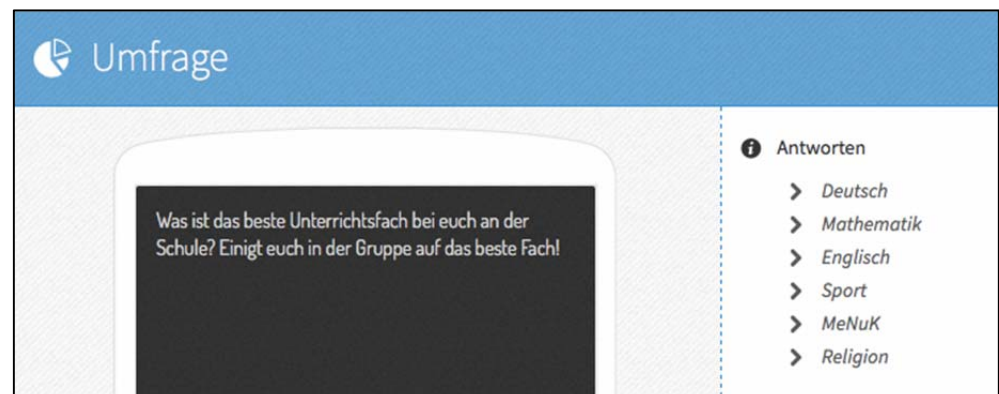 Umfrage
Was ist das beste Unterrichtsfach bei euch an der
Schule? Einigt euch in der Gruppe auf das beste Fach!
Antworten
Deutsch
Mathematik
Englisch
Sport
MeNuK
Religion